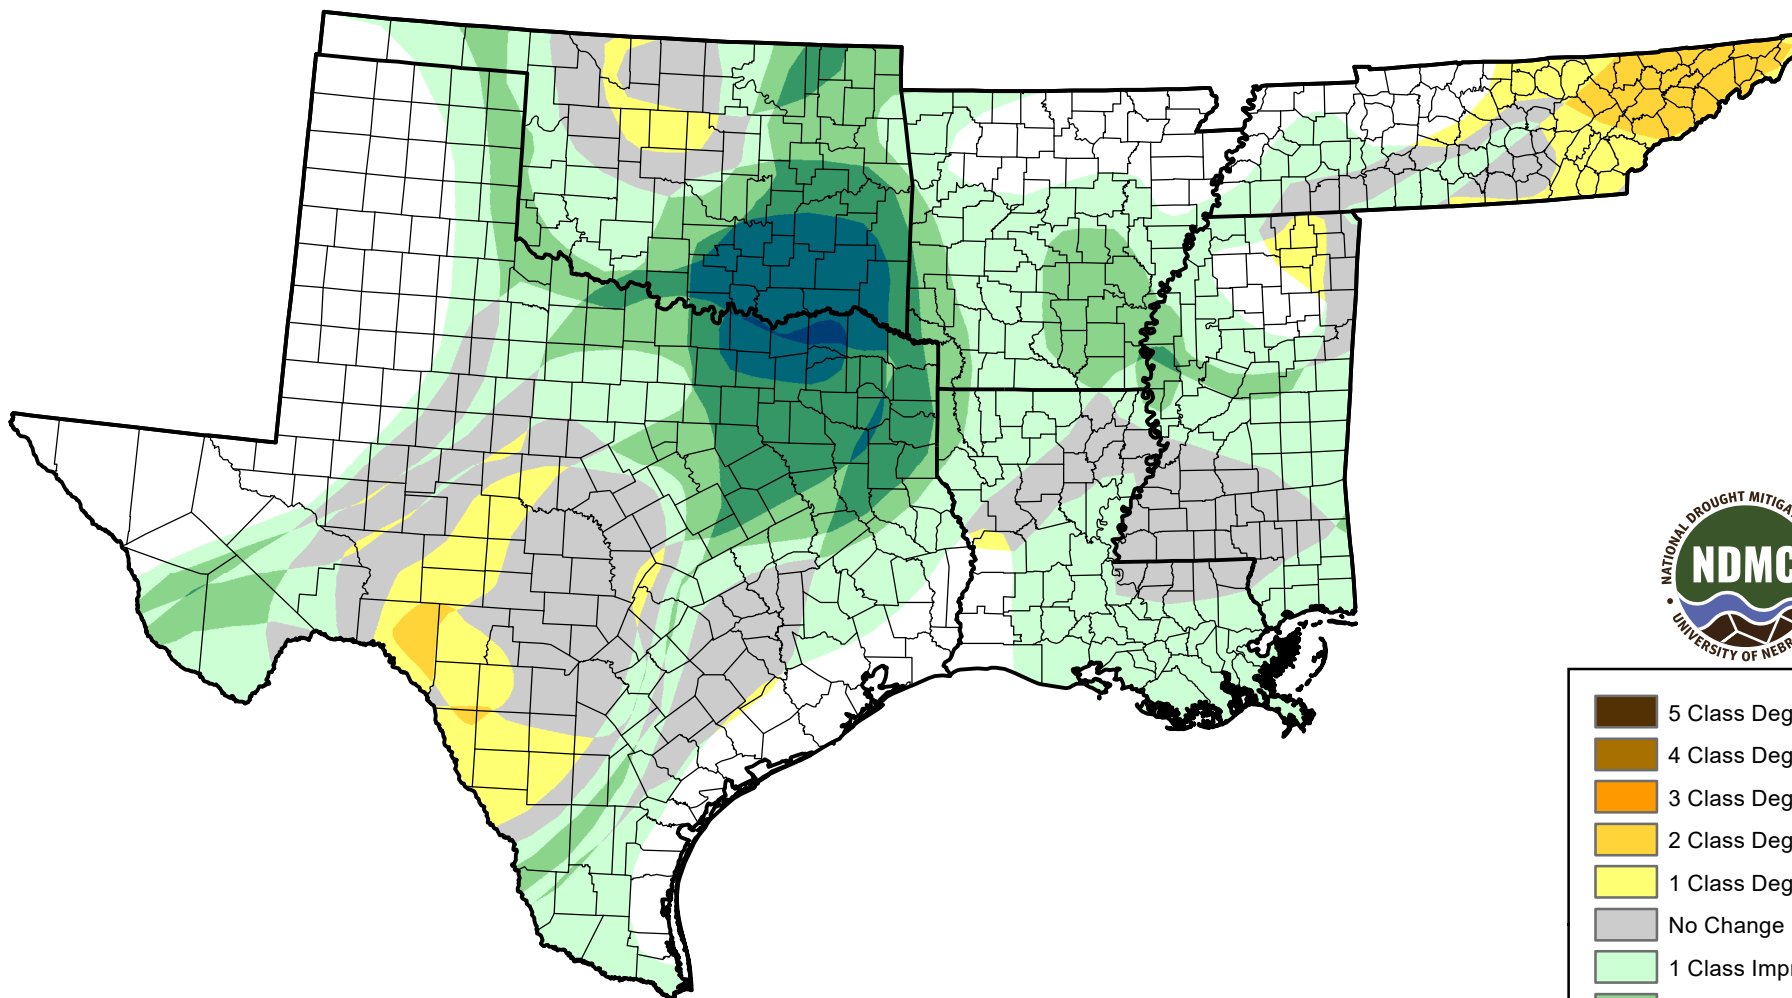 NATIONAL DROUGHT MITIGA
NDMC
UNIVERSITY OF NEBR
5 Class Deg
4 Class Deg
3 Class Deg
2 Class Deg
1 Class Deg
No Change
1 Class Impr